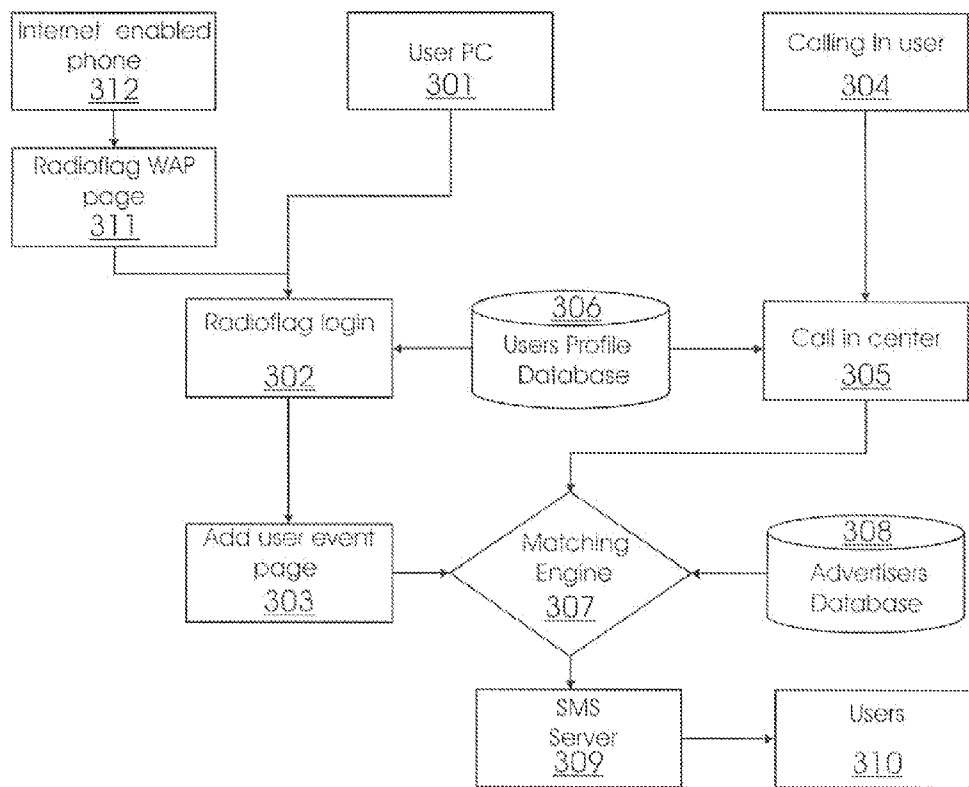 Internet enabled
phone
312
User PC
301
Calling in user
304
Radioflag WAP
page
311
Radioflag login
302
306
Users Profile
Database
Call in center
305
Add user event
page
303
Matching
Engine
307
308
Advertisers
Database
SMS
Server
309
Users
310